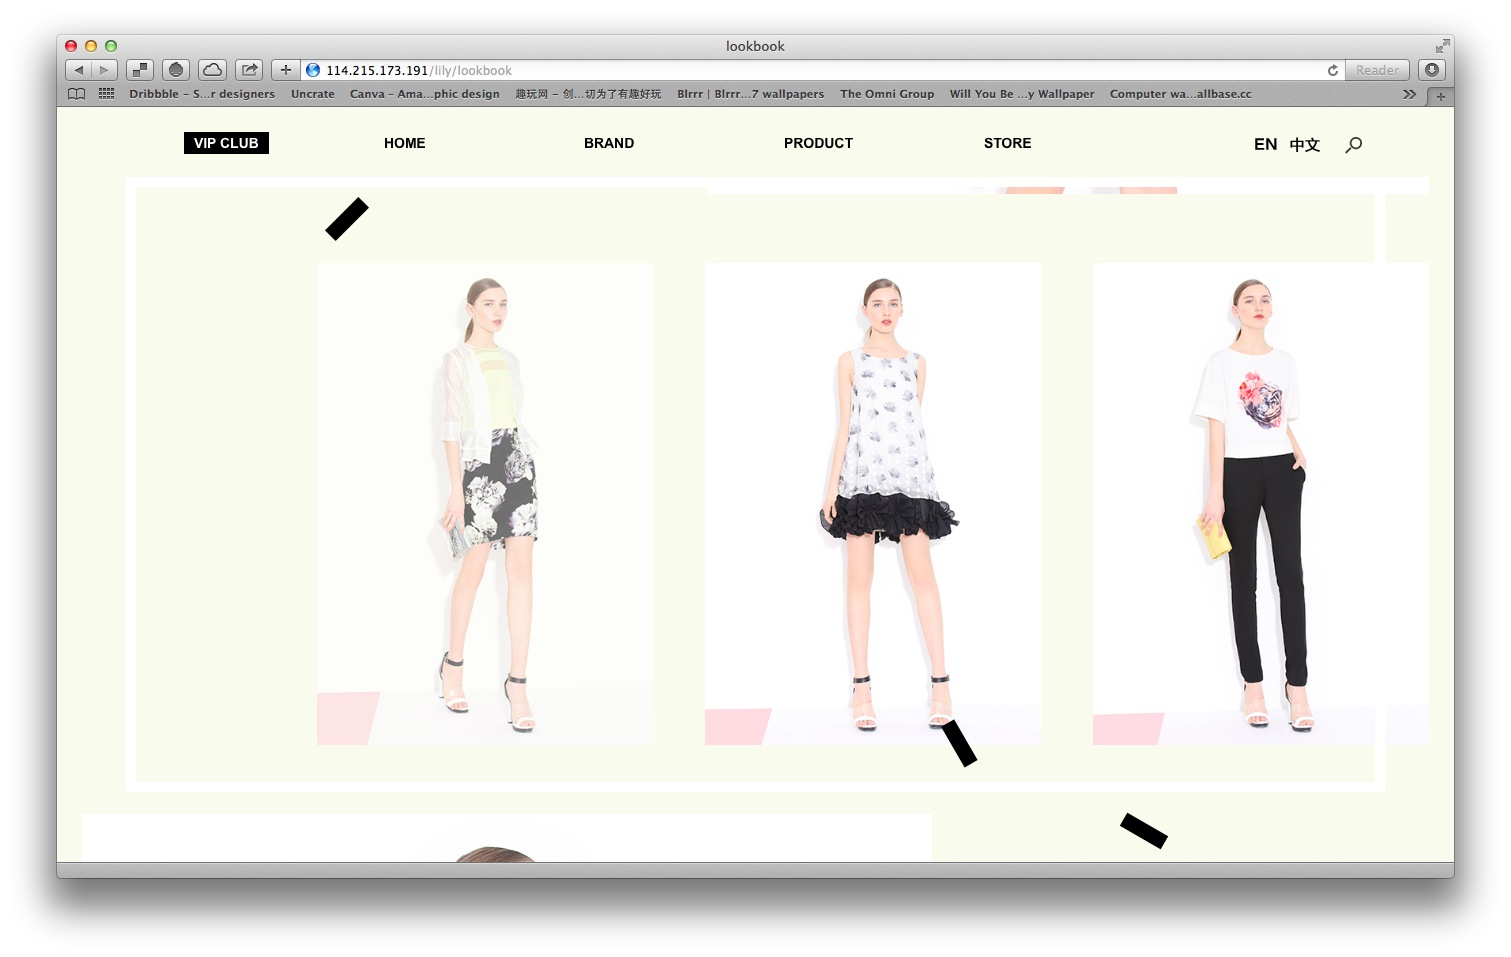 lookbook
114.215.173.191/lily/lookbook
Reader
Dribbble – S...r designers Uncrate Canva – Ama...phic design 趣玩网 – 创...切为了有趣好玩 Blrrr | Blrrr...7 wallpapers The Omni Group Will You Be ...y Wallpaper Computer wa...allbase.cc
VIP CLUB HOME BRAND PRODUCT STORE EN 中文